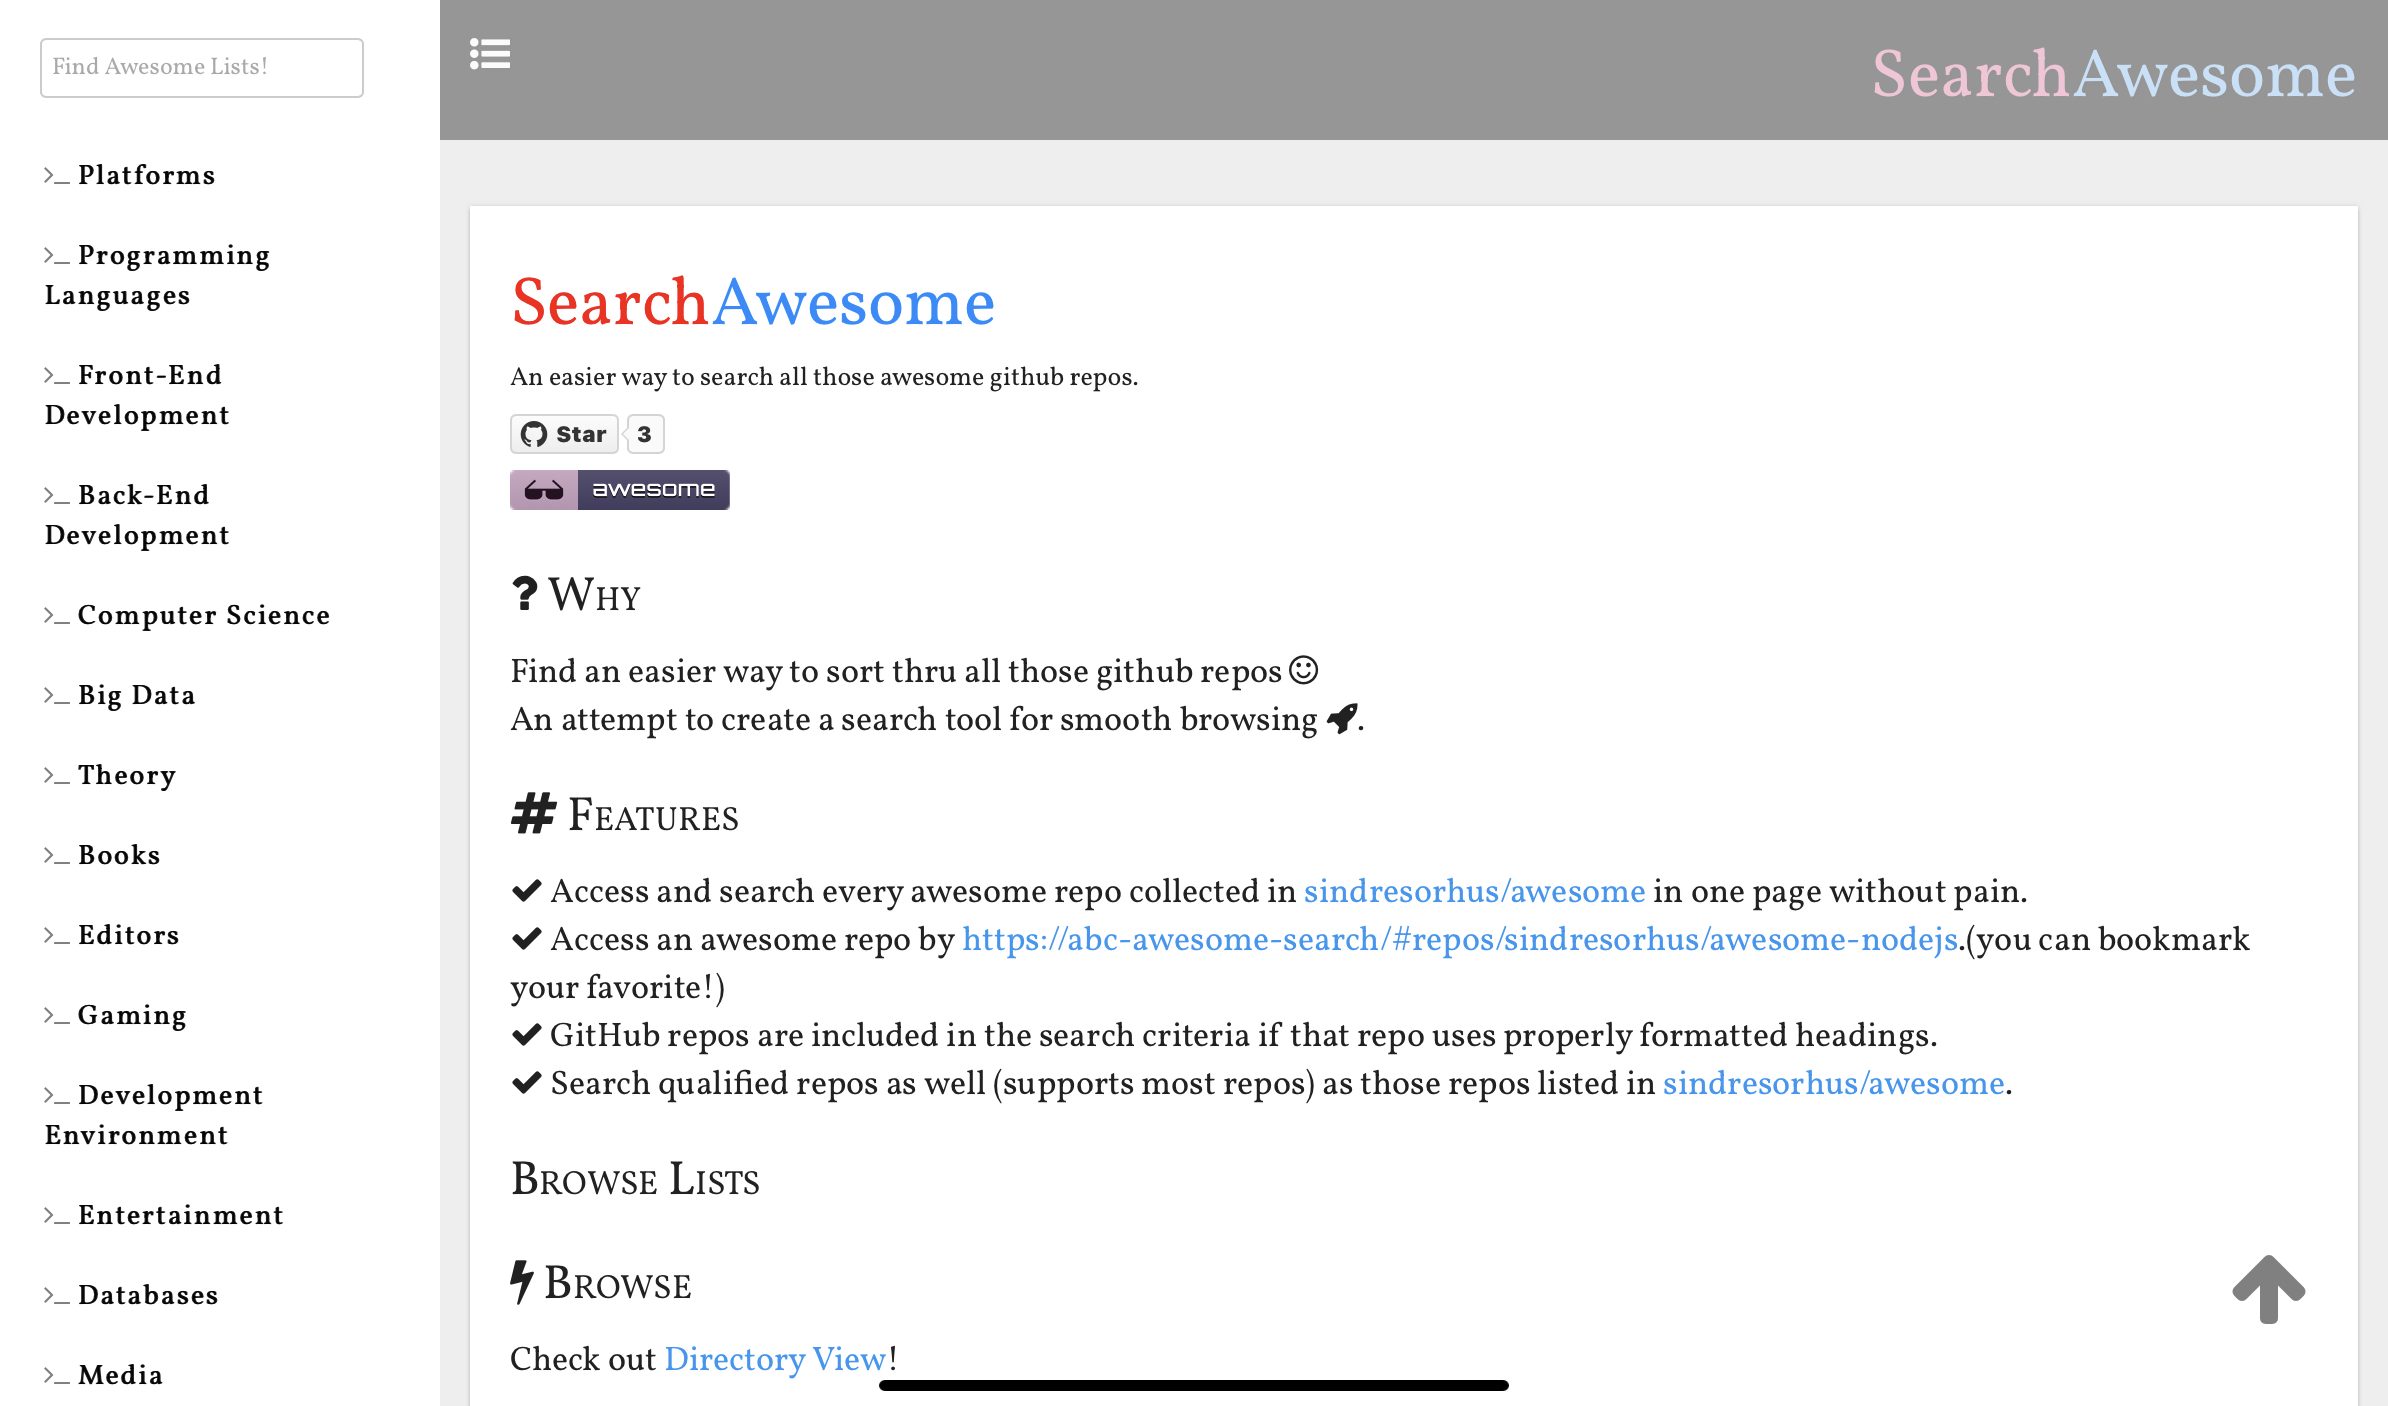 Find Awesome Lists!
Platforms
Programming
Languages
Front-End
Development
Back-End
Development
Computer Science
Big Data
Theory
Books
Editors
Gaming
Development
Environment
Entertainment
Databases
Media
SearchAwesome
SearchAwesome
An easier way to search all those awesome github repos.
Star 3
awesome
? Why
Find an easier way to sort thru all those github repos
An attempt to create a search tool for smooth browsing .
# Features
Access and search every awesome repo collected in sindresorhus/awesome in one page without pain.
Access an awesome repo by https://abc-awesome-search/#repos/sindresorhus/awesome-nodejs.(you can bookmark
your favorite!)
GitHub repos are included in the search criteria if that repo uses properly formatted headings.
Search qualified repos as well (supports most repos) as those repos listed in sindresorhus/awesome.
Browse Lists
Browse
Check out Directory View!